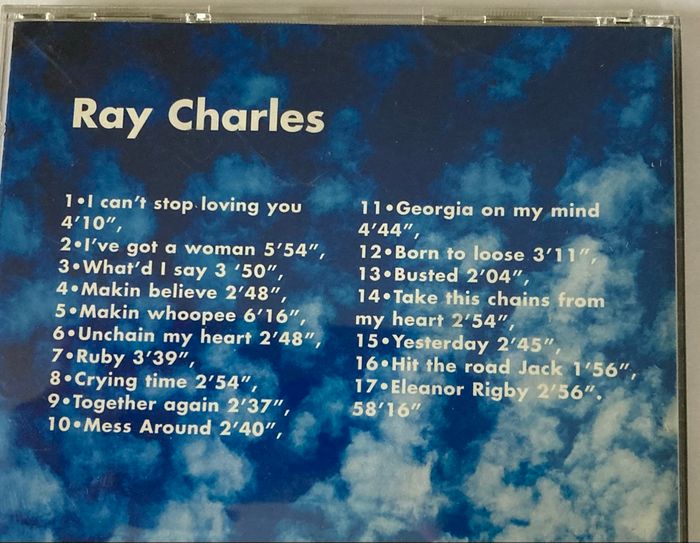 Ray Charles
1•I can't stop loving you
4'10",
2•I've got a woman 5'54",
3•What'd I say 3 '50",
4•Makin believe 2'48",
5•Makin whoopee 6'16",
6•Unchain my heart 2'48",
7•Ruby 3'39",
8•Crying time 2'54",
9•Together again 2'37",
10•Mess Around 2'40",
11•Georgia on my mind
4'44",
12•Born to loose 3'11",
13•Busted 2'04",
14•Take this chains from
my heart 2'54",
15•Yesterday 2'45",
16•Hit the road Jack 1'56",
17•Eleanor Rigby 2'56".
58'16"